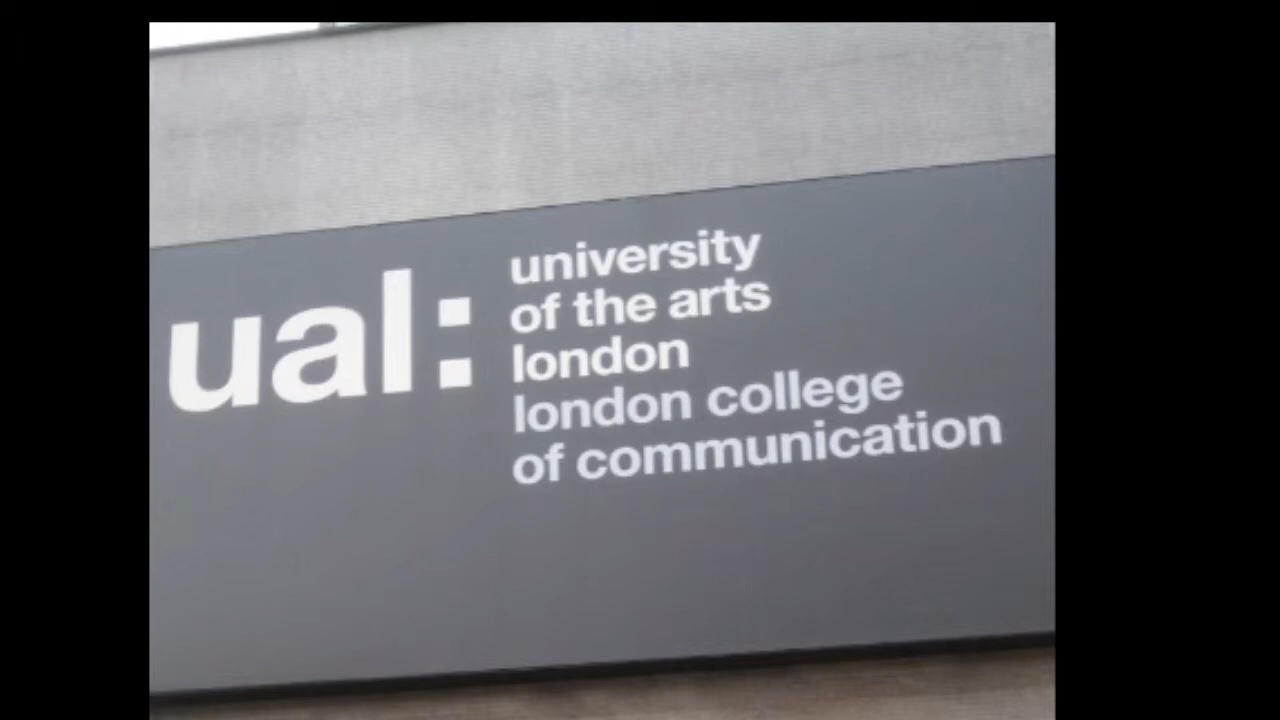 ual:
university
of the arts
london
london college
of communication